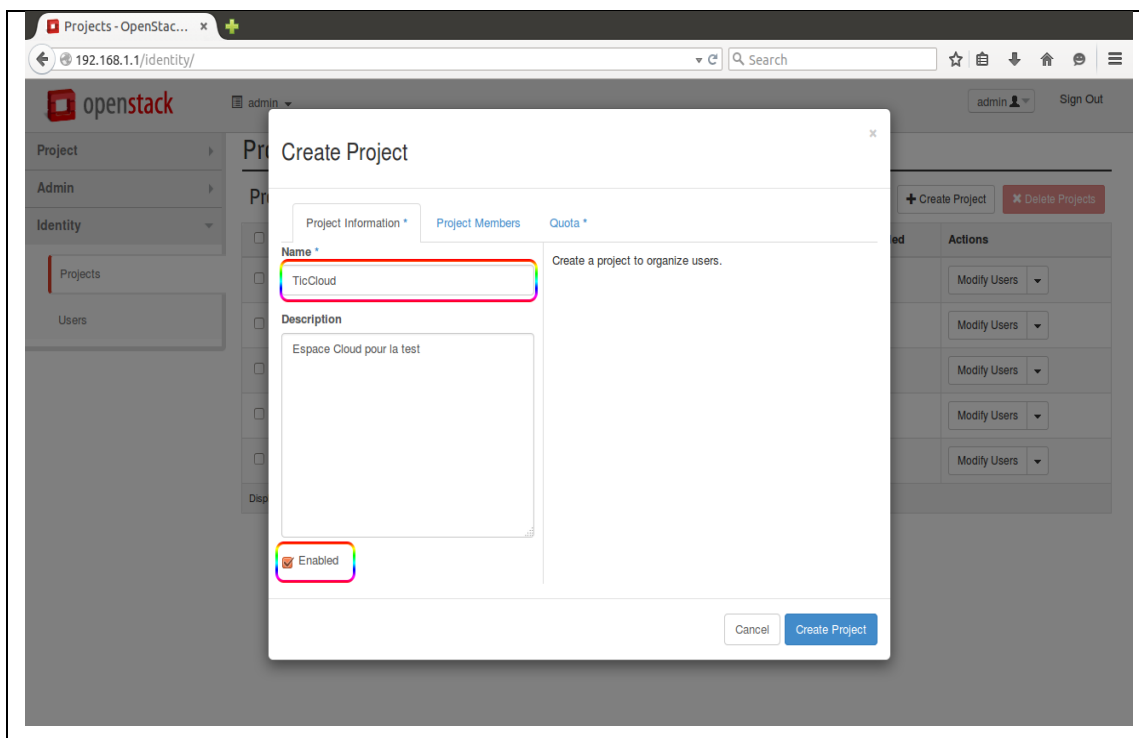 Projects - OpenStac...
192.168.1.1/identity/
Search
openstack
admin
admin
Sign Out
Project
Admin
Identity
Projects
Users
Create Project
Delete Projects
Actions
Modify Users
Modify Users
Modify Users
Modify Users
Modify Users
Create Project
Project Information *
Project Members
Quota *
Name *
TicCloud
Create a project to organize users.
Description
Espace Cloud pour la test
Enabled
Cancel
Create Project